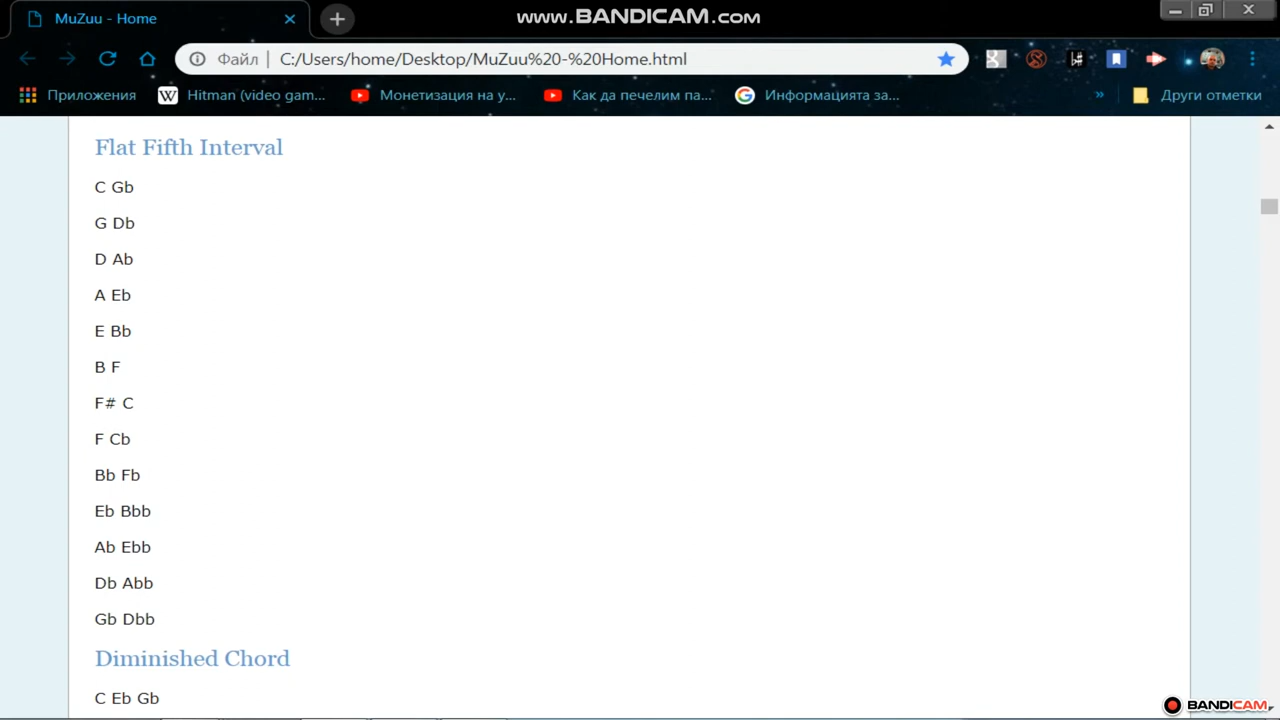 MuZuu - Home
www.BANDICAM.com
Файл | C:/Users/home/Desktop/MuZuu%20-%20Home.html
Приложения
W Hitman (video gam...
Монетизация на у...
Как да печелим па...
G Информацията за...
»
Други отметки
Flat Fifth Interval
C Gb
G Db
D Ab
A Eb
E Bb
B F
F# C
F Cb
Bb Fb
Eb Bbb
Ab Ebb
Db Abb
Gb Dbb
Diminished Chord
C Eb Gb
BANDICAM